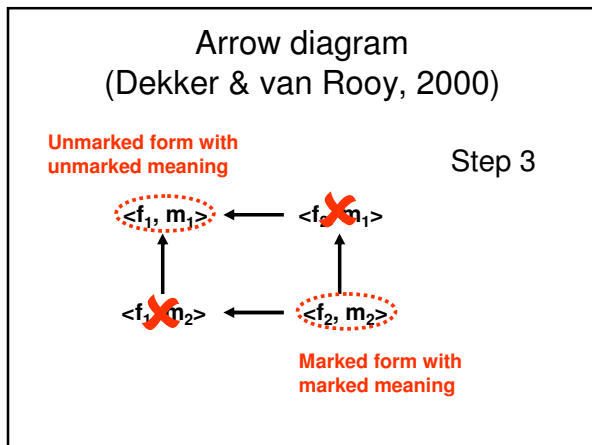 Arrow diagram
(Dekker & van Rooy, 2000)
Unmarked form with
unmarked meaning
Step 3
<f1, m1> <f2 m1>
<f1 m2> <f2, m2>
Marked form with
marked meaning